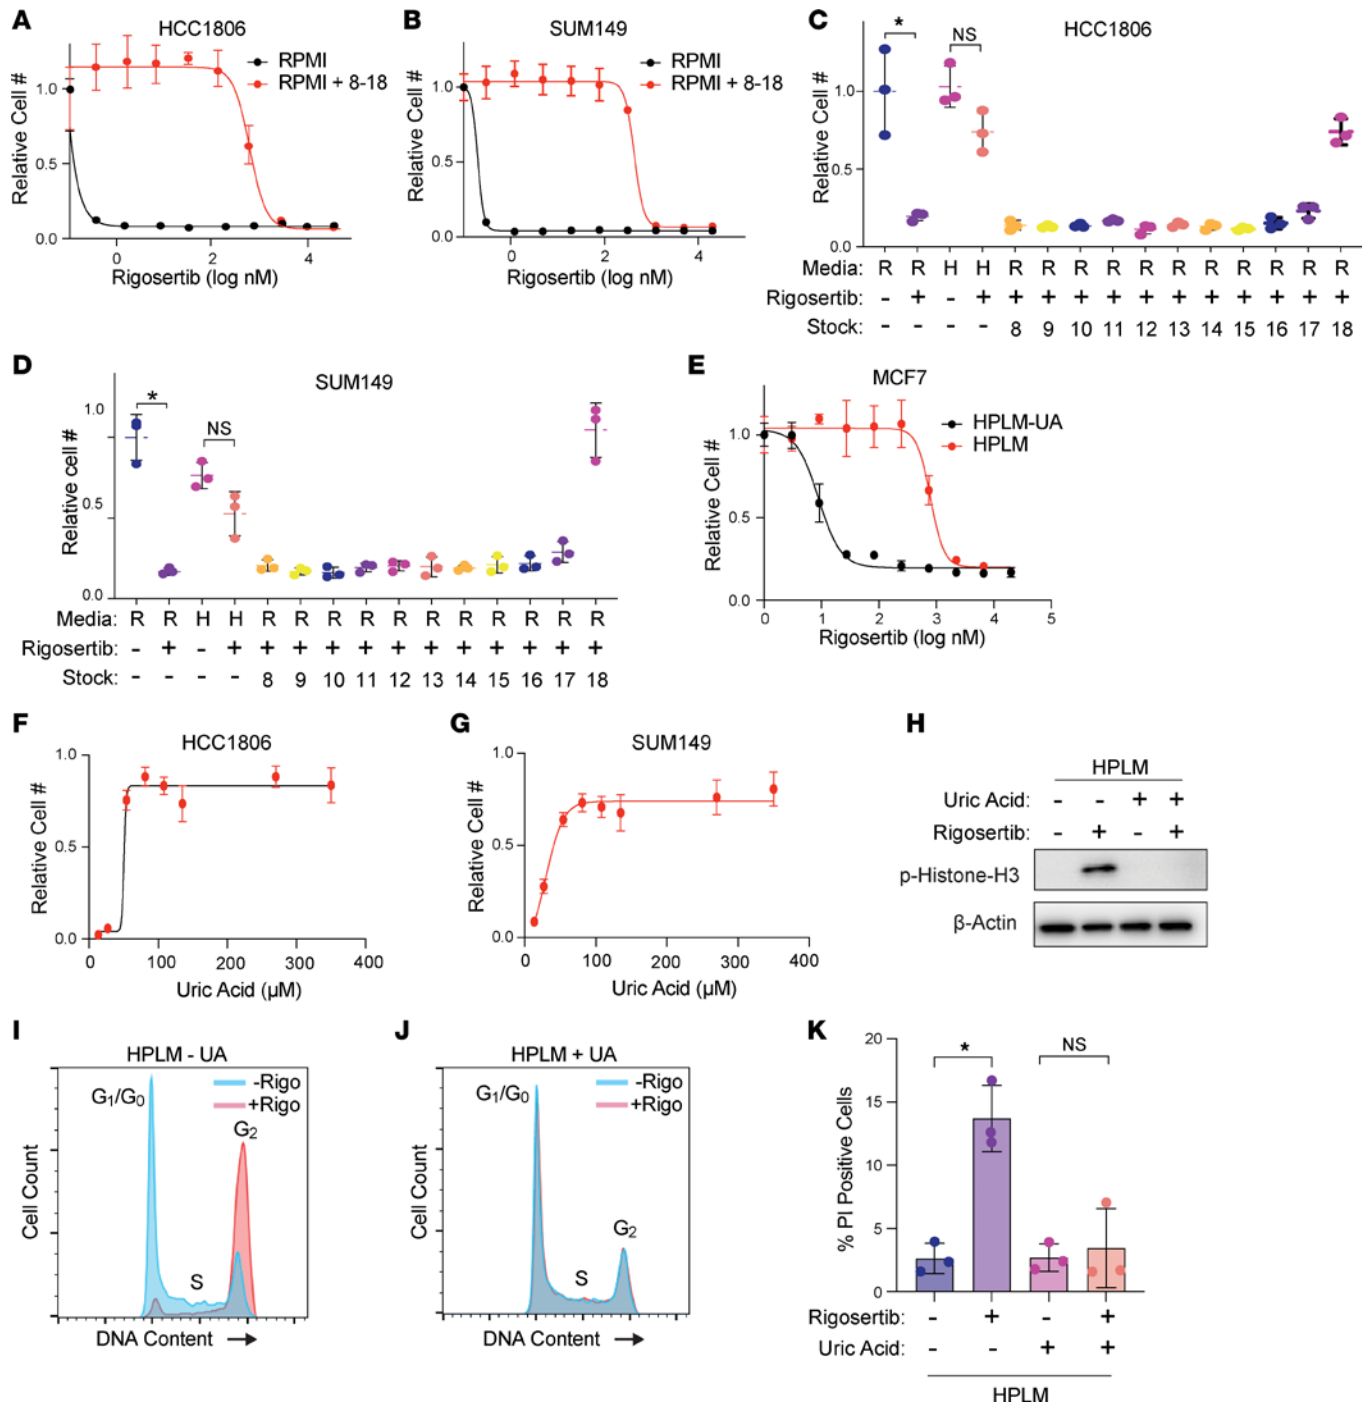 A
HCC1806
Relative Cell #
1.0
0.5
0.0
0
2
4
Rigosertib (log nM)
RPMI
RPMI + 8-18
B
SUM149
Relative Cell #
1.0
0.5
0.0
0
2
4
Rigosertib (log nM)
RPMI
RPMI + 8-18
C
HCC1806
Relative Cell #
1.0
0.5
0.0
*
NS
Media: R R H H R R R R R R R R R R R
Rigosertib: - + - + + + + + + + + + + + +
Stock: - - - - 8 9 10 11 12 13 14 15 16 17 18
D
SUM149
Relative cell #
1.0
0.5
0.0
*
NS
Media: R R H H R R R R R R R R R R R
Rigosertib: - + - + + + + + + + + + + + +
Stock: - - - - 8 9 10 11 12 13 14 15 16 17 18
E
MCF7
Relative Cell #
1.0
0.5
0.0
0 1 2 3 4 5
Rigosertib (log nM)
HPLM-UA
HPLM
F
HCC1806
Relative Cell #
1.0
0.5
0.0
0 100 200 300 400
Uric Acid (µM)
G
SUM149
Relative Cell #
1.0
0.5
0.0
0 100 200 300 400
Uric Acid (µM)
H
HPLM
Uric Acid: - - + +
Rigosertib: - + - +
p-Histone-H3
β-Actin
I
HPLM - UA
-Rigo
+Rigo
G1/G0
S
G2
Cell Count
DNA Content →
J
HPLM + UA
-Rigo
+Rigo
G1/G0
S
G2
Cell Count
DNA Content →
K
% PI Positive Cells
20
15
10
5
0
*
NS
Rigosertib: - + - +
Uric Acid: - - + +
HPLM